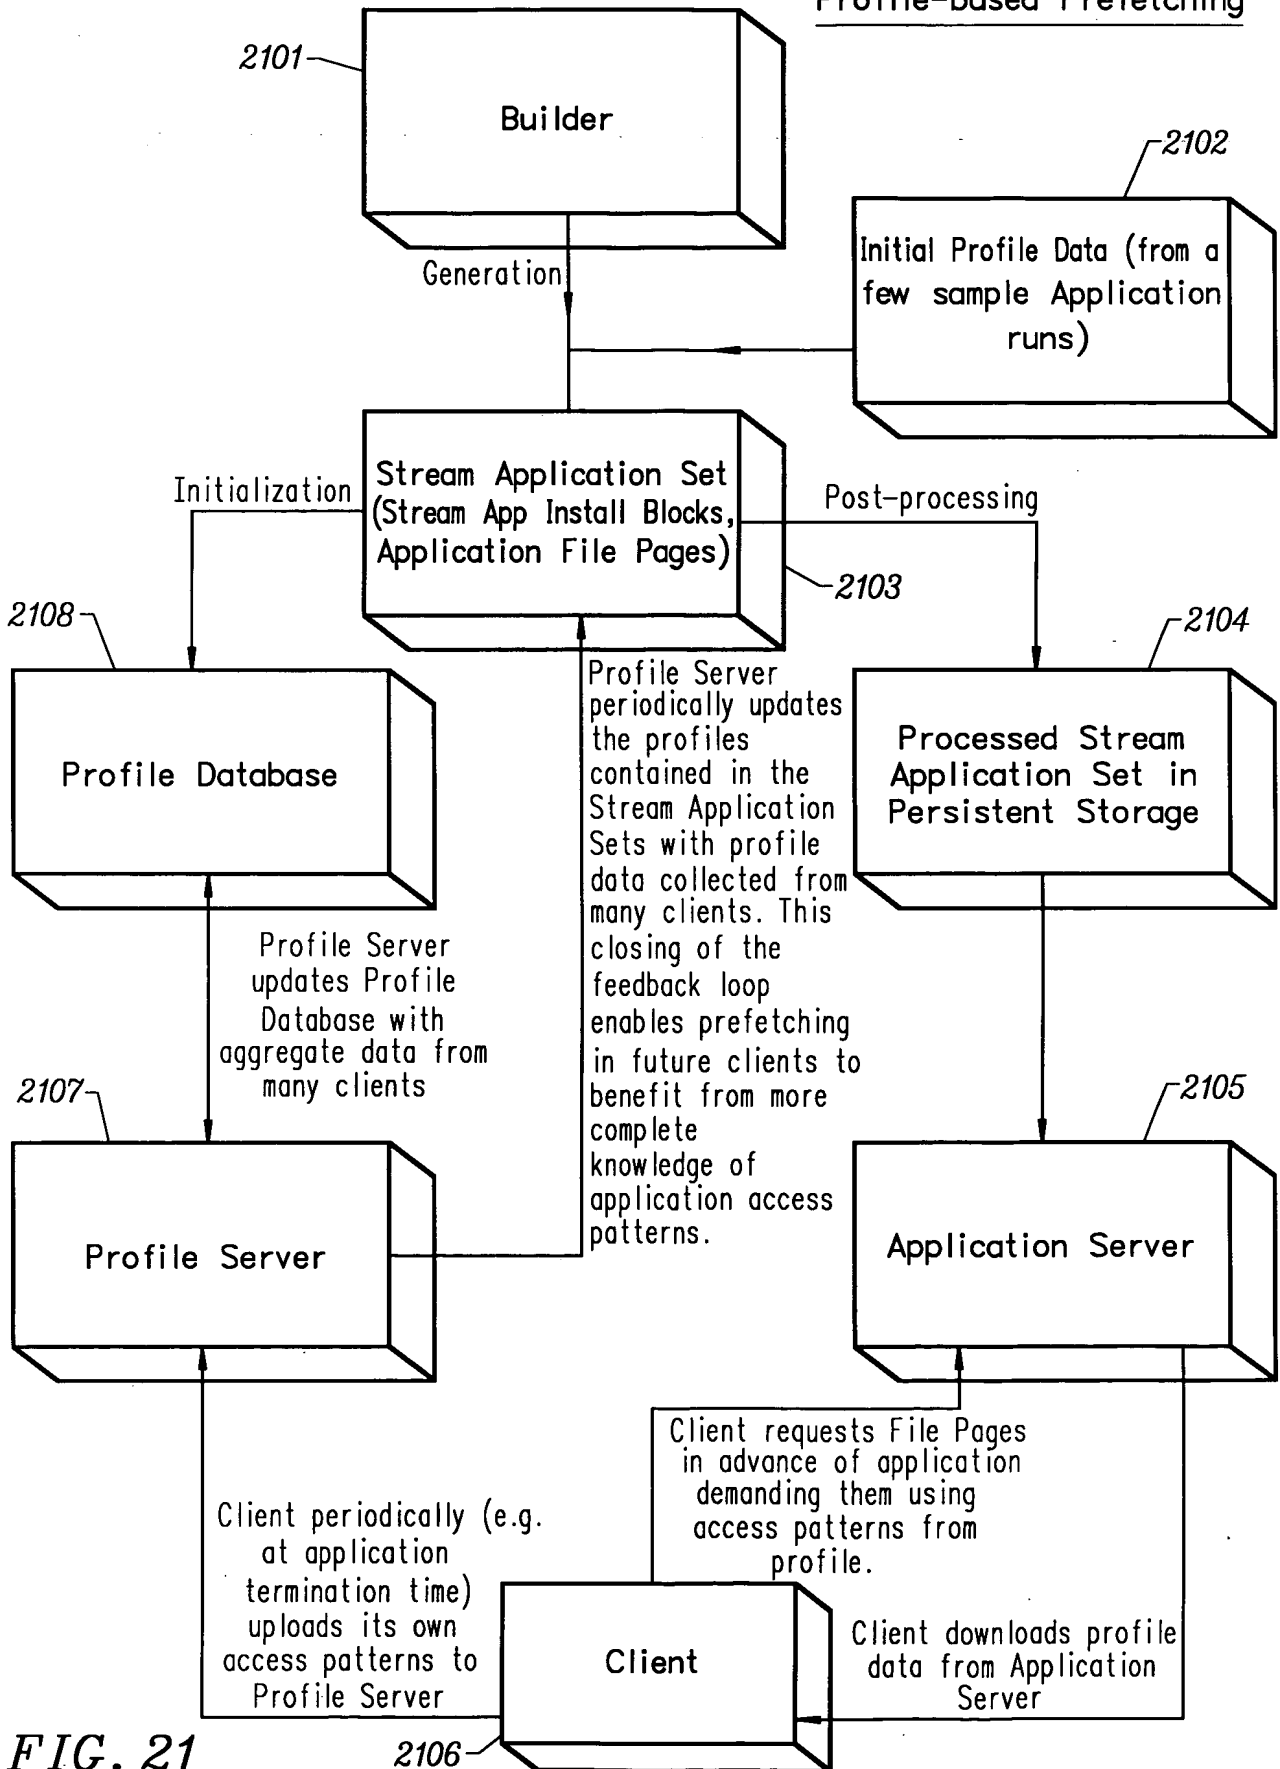 Profile-based Prefetching
2101
Builder
2102
Initial Profile Data (from a
few sample Application
runs)
Generation
Stream Application Set
(Stream App Install Blocks,
Application File Pages)
Initialization
Post-processing
2103
2108
2104
Profile Database
Profile Server
periodically updates
the profiles
contained in the
Stream Application
Sets with profile
data collected from
many clients. This
closing of the
feedback loop
enables prefetching
in future clients to
benefit from more
complete
knowledge of
application access
patterns.
Processed Stream
Application Set in
Persistent Storage
Profile Server
updates Profile
Database with
aggregate data from
many clients
2107
2105
Profile Server
Application Server
Client requests File Pages
in advance of application
demanding them using
access patterns from
profile.
Client periodically (e.g.
at application
termination time)
uploads its own
access patterns to
Profile Server
Client
Client downloads profile
data from Application
Server
FIG. 21
2106